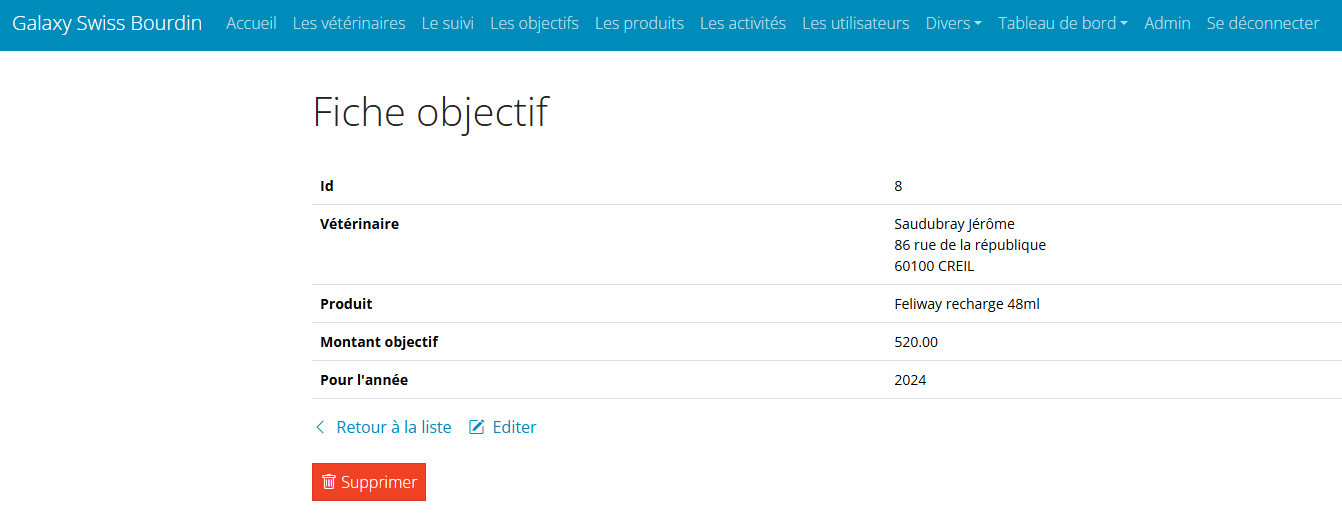 Galaxy Swiss Bourdin Accueil Les vétérinaires Le suivi Les objectifs Les produits Les activités Les utilisateurs Divers Tableau de bord Admin Se déconnecter
Fiche objectif
Id 8
Vétérinaire Saudubray Jérôme
86 rue de la république
60100 CREIL
Produit Feliway recharge 48ml
Montant objectif 520.00
Pour l'année 2024
Retour à la liste Editer
Supprimer